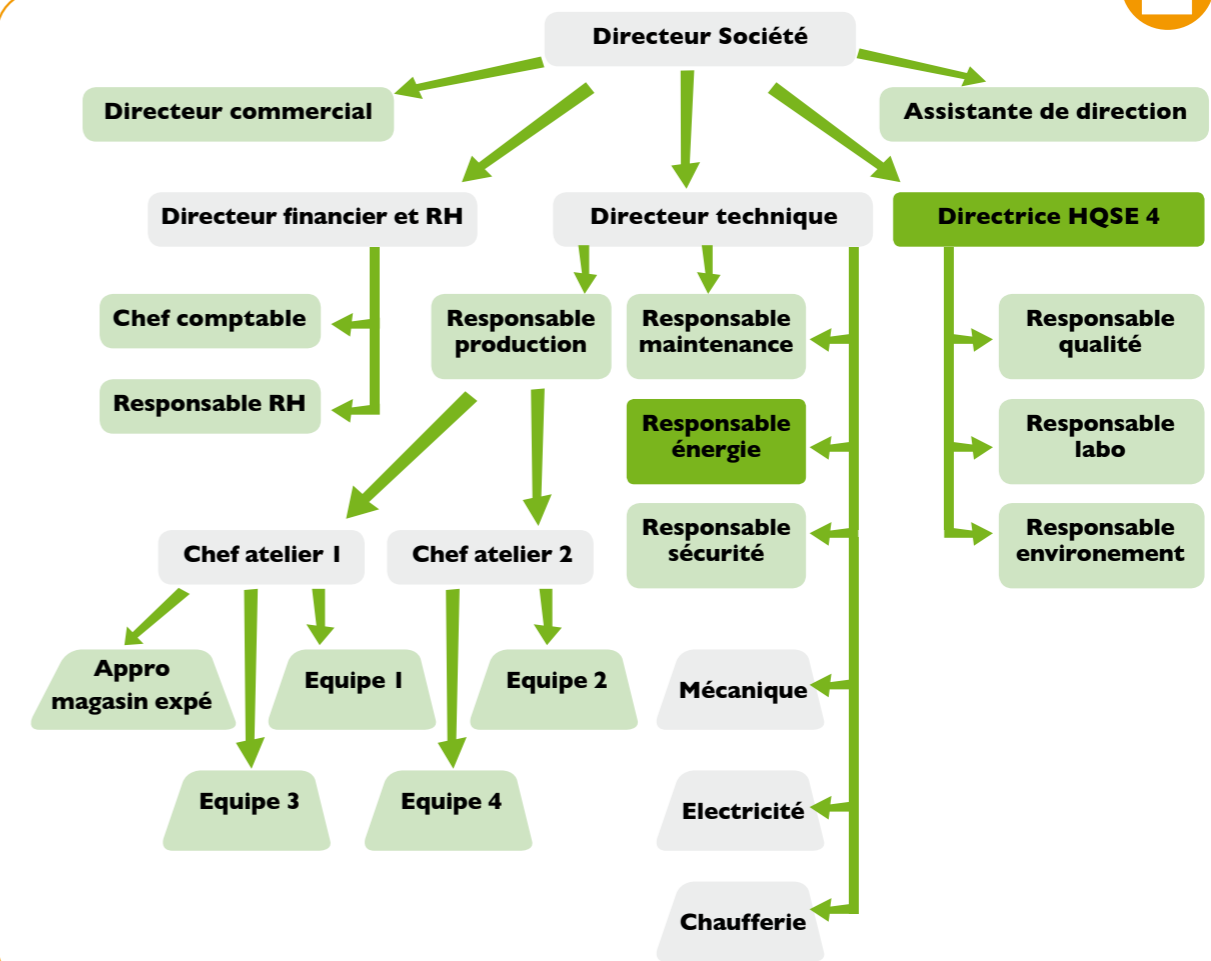 Directeur Société
Directeur commercial
Assistante de direction
Directeur financier et RH
Directeur technique
Directrice HQSE 4
Chef comptable
Responsable
production
Responsable
maintenance
Responsable
qualité
Responsable RH
Responsable
énergie
Responsable
labo
Responsable
sécurité
Responsable
environement
Chef atelier 1
Chef atelier 2
Appro
magasin expé
Equipe 1
Equipe 2
Mécanique
Equipe 3
Equipe 4
Electricité
Chaufferie